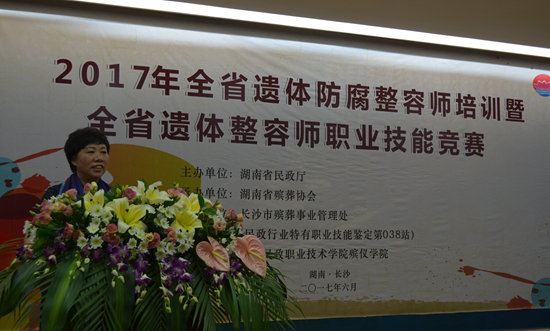 2017年全省遗体防腐整容师培训暨
全省遗体整容师职业技能竞赛
主办单位：湖南省民政厅
办单位：湖南省殡葬协会
长沙市殡葬事业管理处
民政行业特有职业技能鉴定第038站)
民政职业技术学院殡仪学院
湖南·长沙
二〇一七年六月